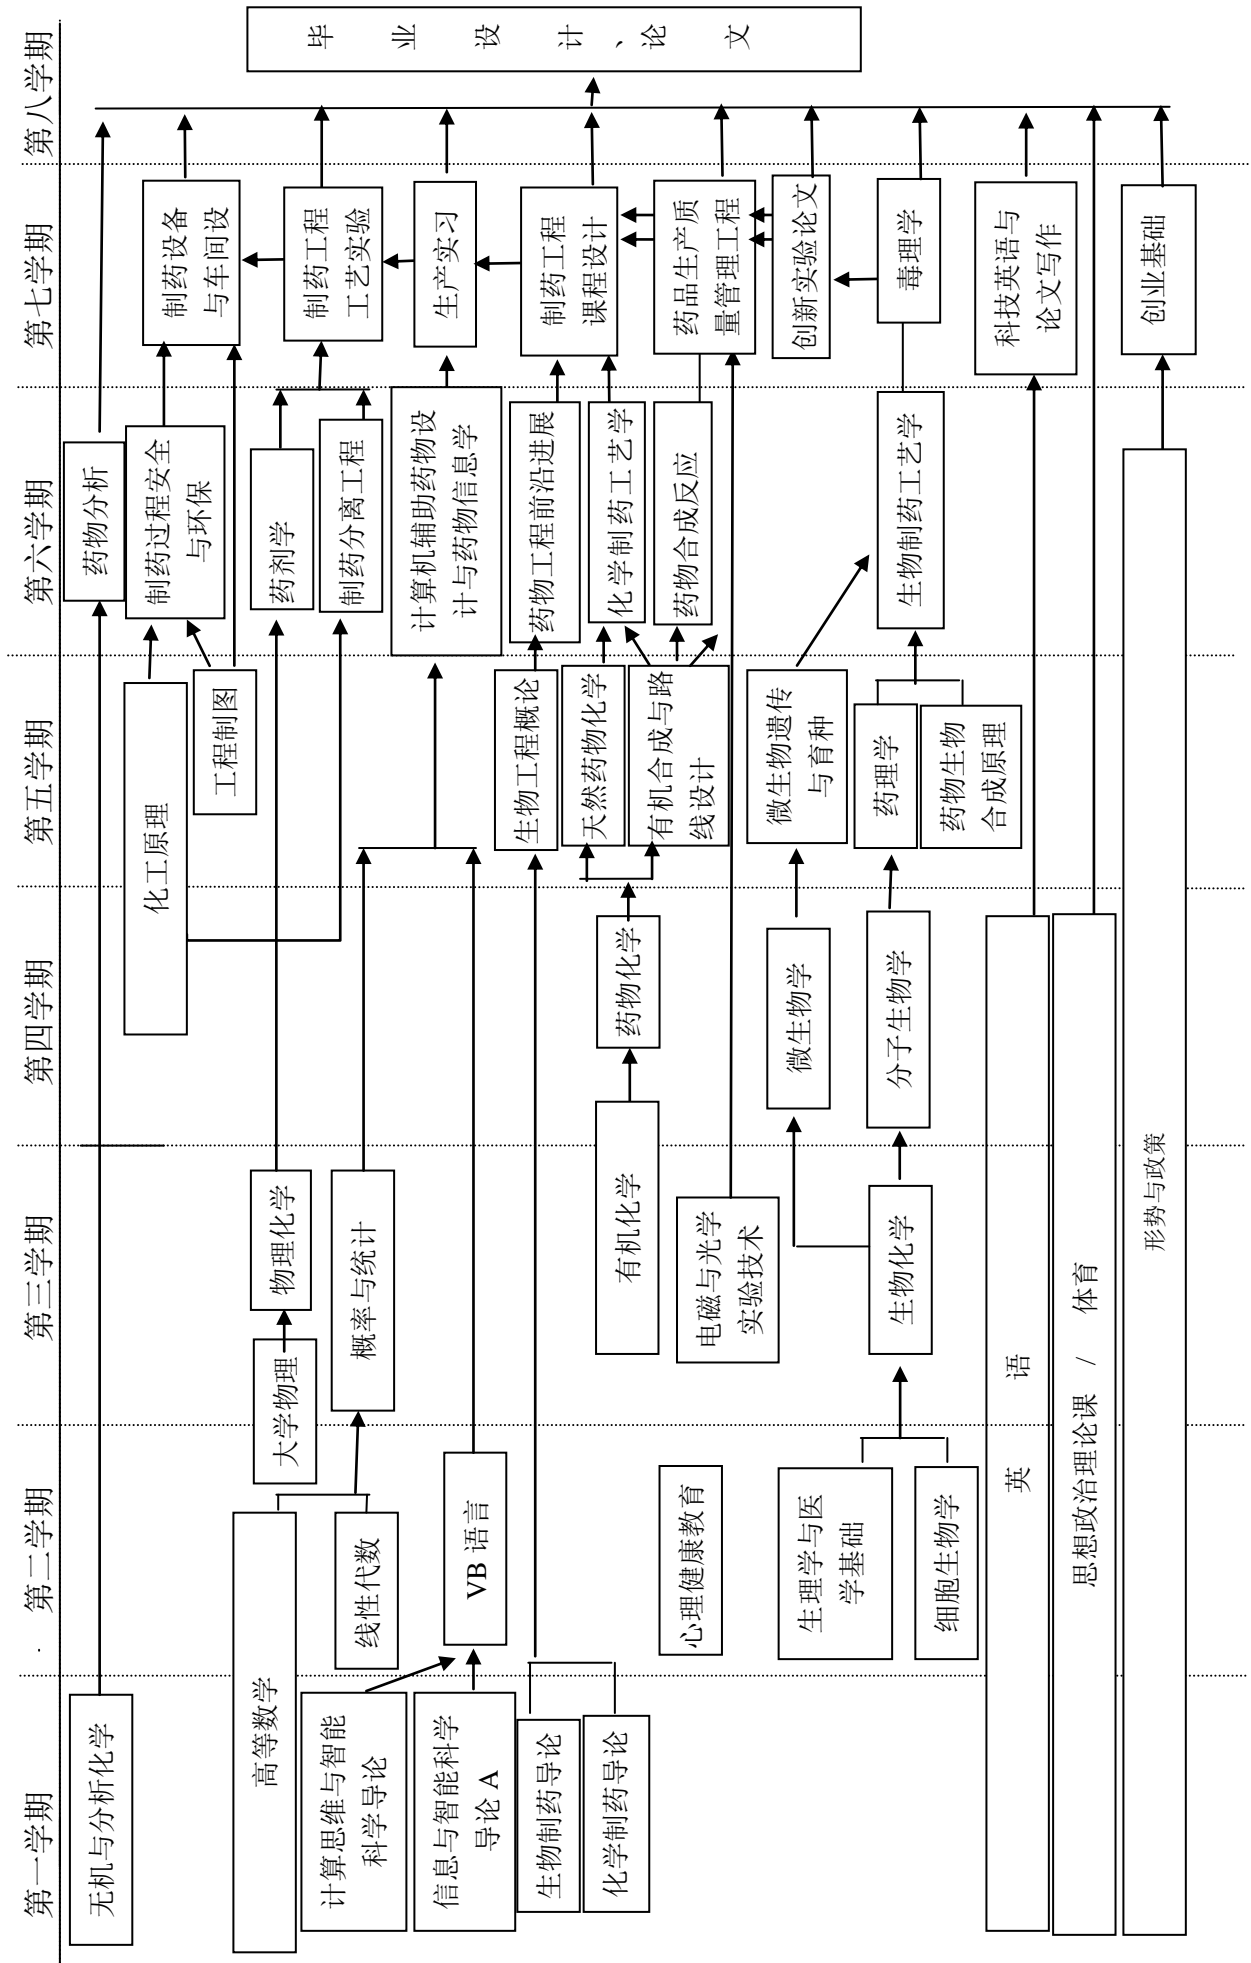 第一学期
第二学期
第三学期
第四学期
第五学期
第六学期
第七学期
第八学期
无机与分析化学
药物分析
化工原理
制药过程安全
与环保
制药设备
与车间设
工程制图
高等数学
大学物理
物理化学
药剂学
制药工程
工艺实验
线性代数
概率与统计
制药分离工程
计算思维与智能
科学导论
信息与智能科学
导论 A
VB 语言
计算机辅助药物设
计与药物信息学
生产实习
生物制药导论
化学制药导论
生物工程概论
药物工程前沿进展
制药工程
课程设计
有机化学
药物化学
天然药物化学
化学制药工艺学
有机合成与路
线设计
药物合成反应
药品生产质
量管理工程
心理健康教育
电磁与光学
实验技术
创新实验论文
生理学与医
学基础
细胞生物学
生物化学
微生物学
微生物遗传
与育种
分子生物学
药理学
药物生物
合成原理
生物制药工艺学
毒理学
英 语
科技英语与
论文写作
思想政治理论课 / 体育
形势与政策
创业基础
毕 业 设 计 、 论 文